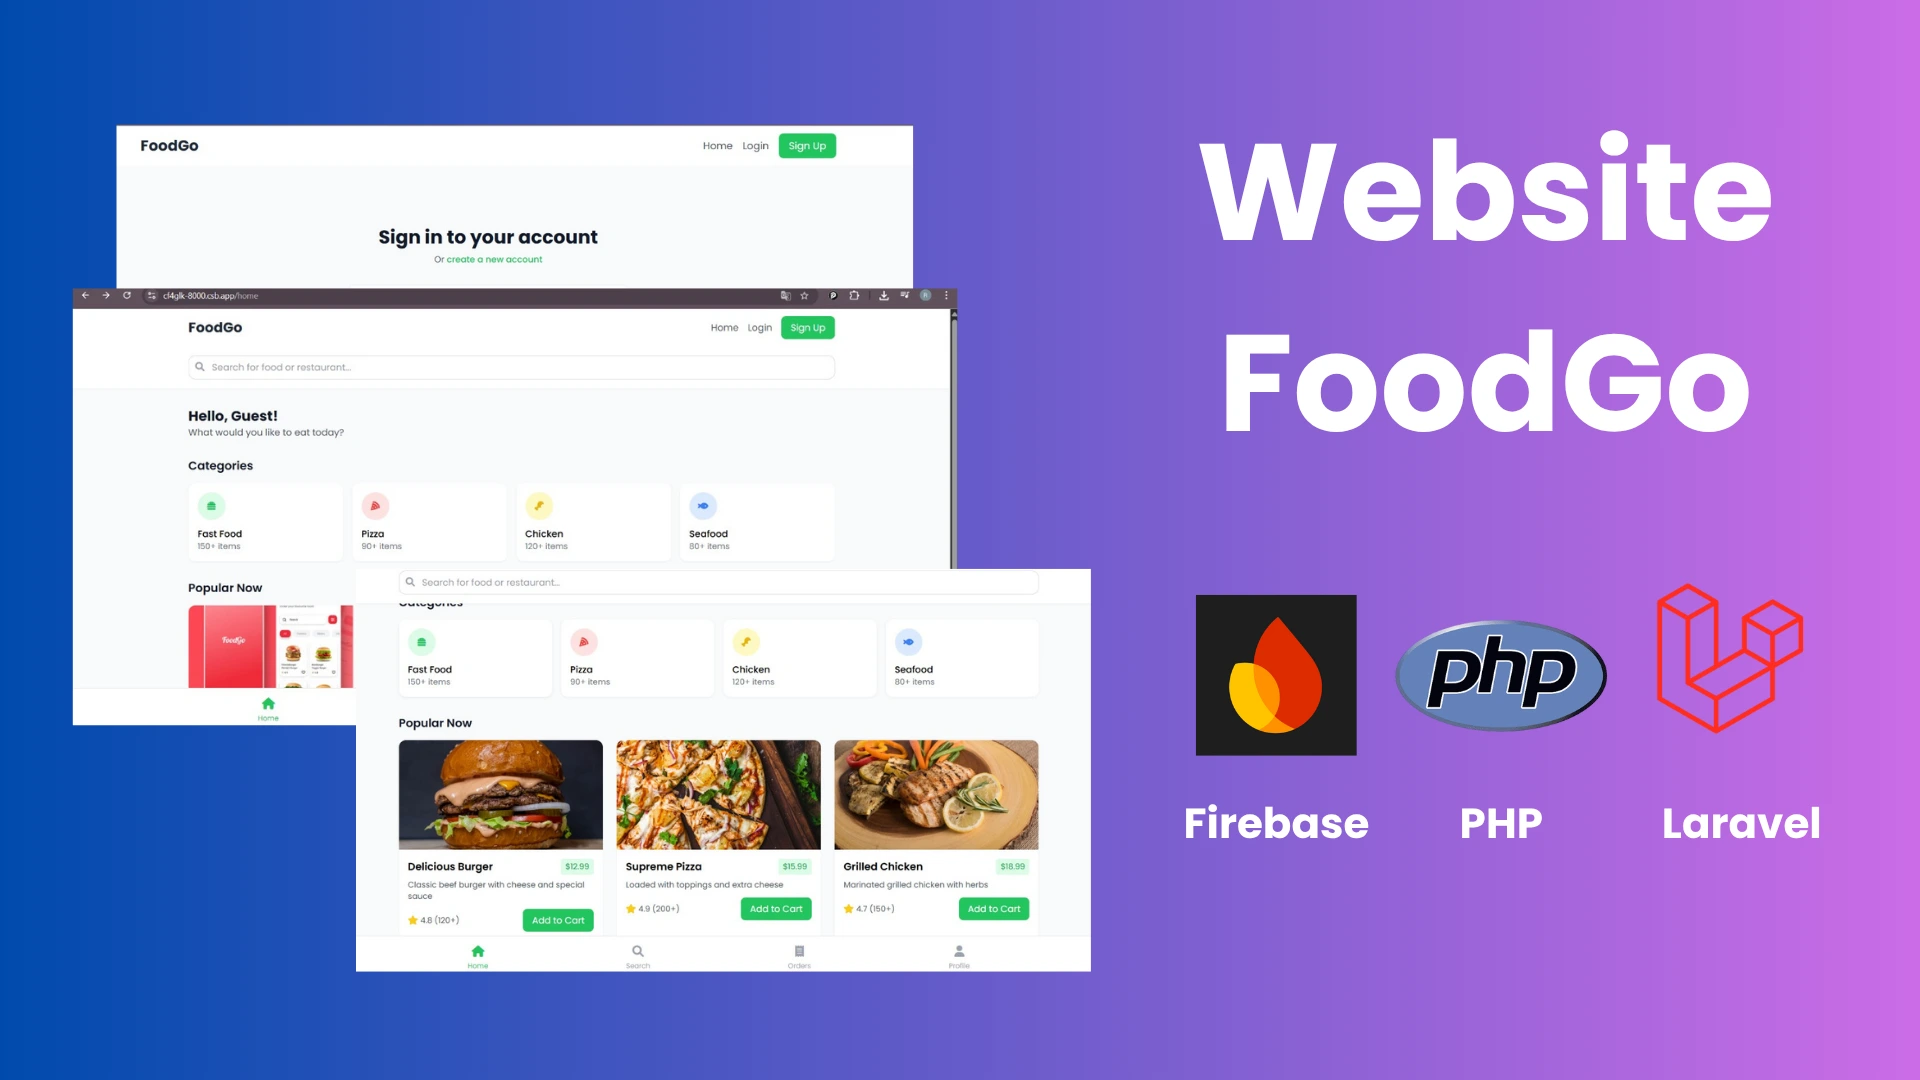 FoodGo
Home Login Sign Up
Sign in to your account
Or create a new account
cf4glk-8000.csb.app/home
FoodGo
Home Login Sign Up
Search for food or restaurant...
Hello, Guest!
What would you like to eat today?
Categories
Fast Food
150+ items
Pizza
90+ items
Chicken
120+ items
Seafood
80+ items
Popular Now
FoodGo
Home
Search for food or restaurant...
Categories
Fast Food
150+ items
Pizza
90+ items
Chicken
120+ items
Seafood
80+ items
Popular Now
Delicious Burger $12.99
Classic beef burger with cheese and special
sauce
4.8 (120+) Add to Cart
Supreme Pizza $15.99
Loaded with toppings and extra cheese
4.9 (200+) Add to Cart
Grilled Chicken $18.99
Marinated grilled chicken with herbs
4.7 (150+) Add to Cart
Home Search Orders Profile
Website
FoodGo
php
Firebase PHP Laravel